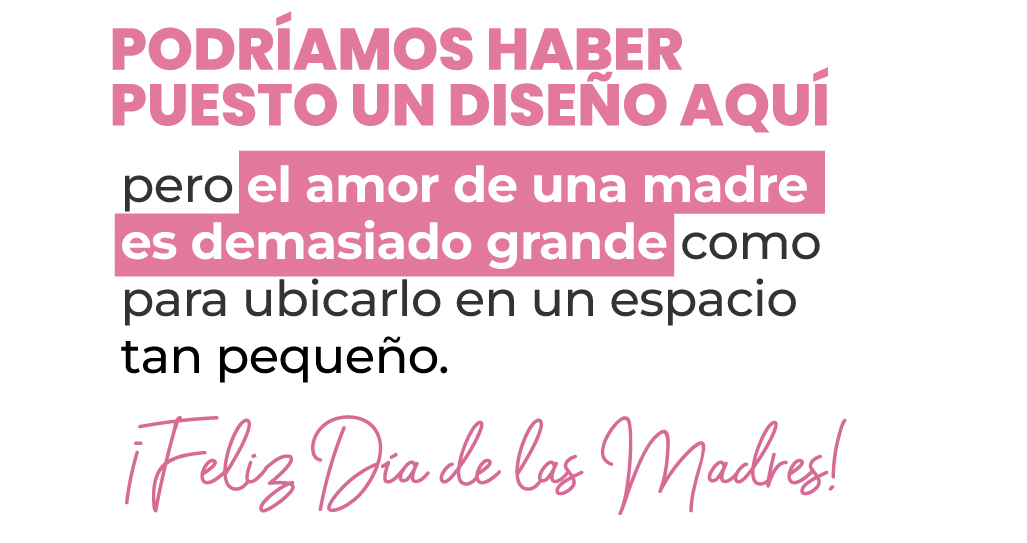 PODRÍAMOS HABER
PUESTO UN DISEÑO AQUÍ
pero el amor de una madre
es demasiado grande como
para ubicarlo en un espacio
tan pequeño.
¡Feliz Día de las Madres!